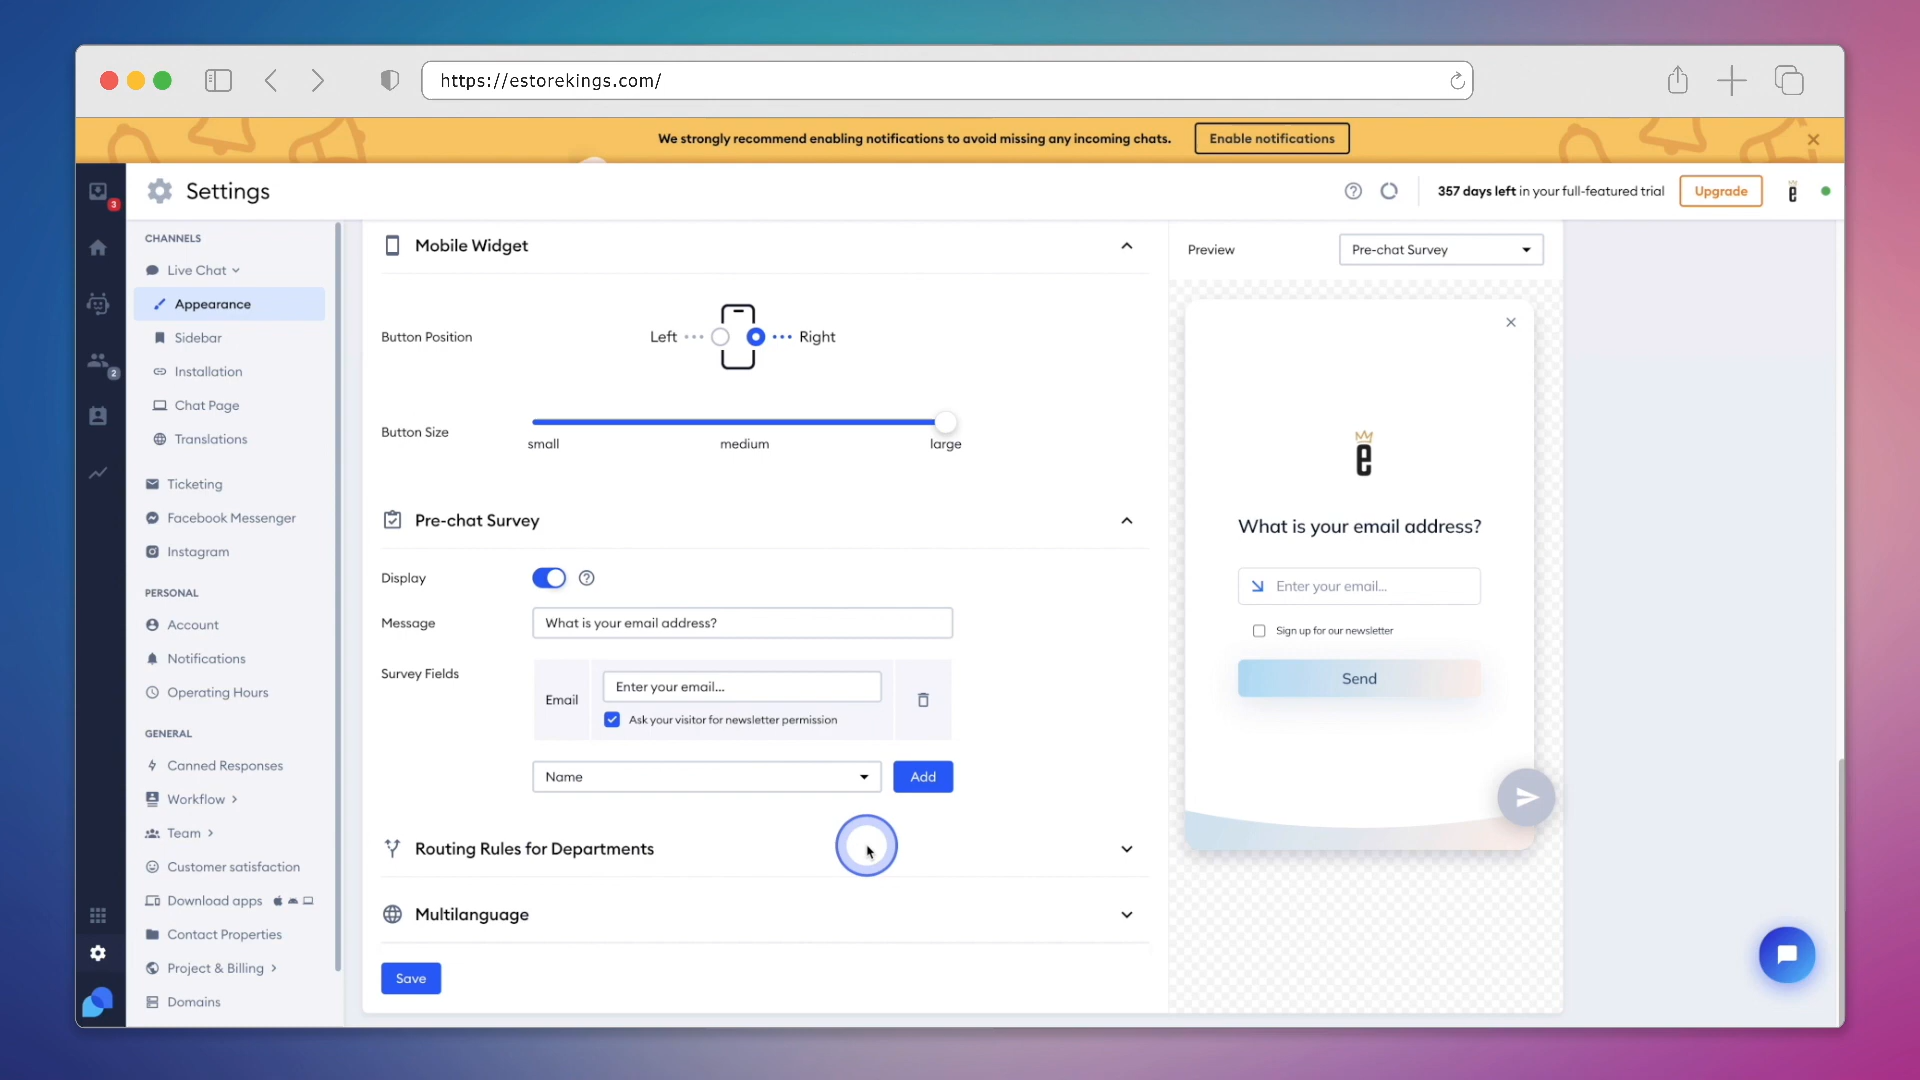 https://estorekings.com/
We strongly recommend enabling notifications to avoid missing any incoming chats.
Enable notifications
3
Settings
357 days left in your full-featured trial
Upgrade
e
2
CHANNELS
Live Chat
Appearance
Sidebar
Installation
Chat Page
Translations
Ticketing
Facebook Messenger
Instagram
PERSONAL
Account
Notifications
Operating Hours
GENERAL
Canned Responses
Workflow
Team
Customer satisfaction
Download apps
Contact Properties
Project & Billing
Domains
Mobile Widget
Button Position
Left
Right
Button Size
small
medium
large
Pre-chat Survey
Display
Message
What is your email address?
Survey Fields
Email
Enter your email...
Ask your visitor for newsletter permission
Name
Add
Routing Rules for Departments
Multilanguage
Save
Preview
Pre-chat Survey
e
What is your email address?
Enter your email...
Sign up for our newsletter
Send